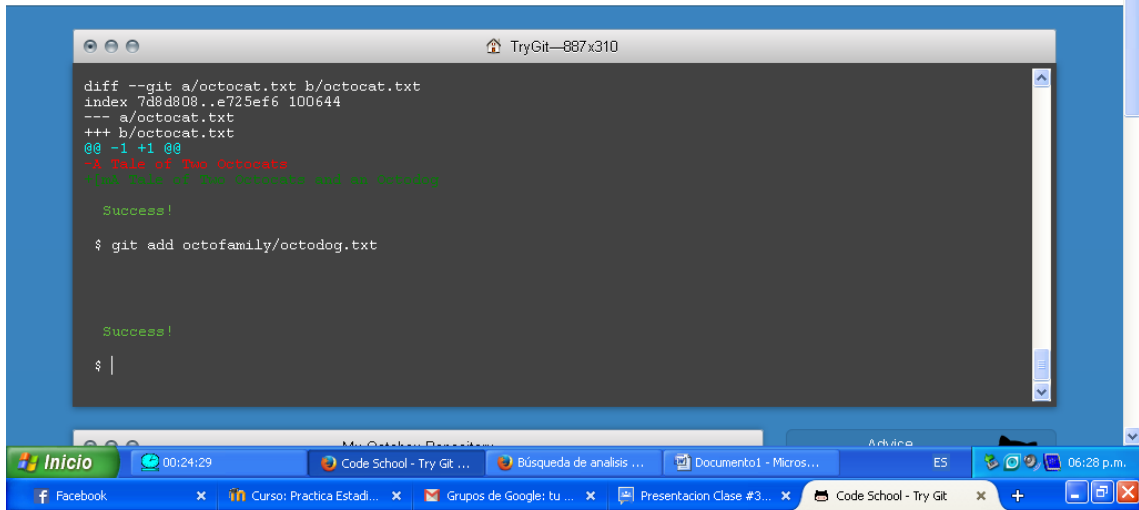 TryGit—887x310
diff --git a/octocat.txt b/octocat.txt
index 7d8d808..e725ef6 100644
--- a/octocat.txt
+++ b/octocat.txt
@@ -1 +1 @@
-A Tale of Two Octocats
+[mA Tale of Two Octocats and an Octodog
Success!
$ git add octofamily/octodog.txt
Success!
$
Advice
Inicio 00:24:29 Code School - Try Git ... Búsqueda de analisis ... Documento1 - Micros... ES 06:28 p.m.
Facebook Curso: Practica Estadi... Grupos de Google: tu ... Presentacion Clase #3... Code School - Try Git